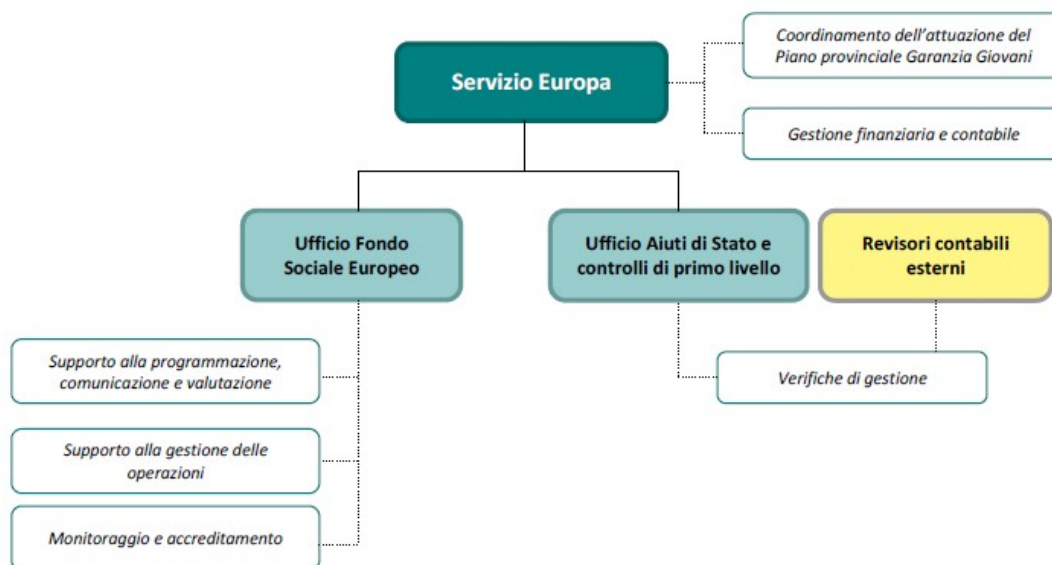 Coordinamento dell'attuazione del
Piano provinciale Garanzia Giovani
Servizio Europa
Gestione finanziaria e contabile
Ufficio Fondo
Sociale Europeo
Ufficio Aiuti di Stato e
controlli di primo livello
Revisori contabili
esterni
Supporto alla programmazione,
comunicazione e valutazione
Verifiche di gestione
Supporto alla gestione delle
operazioni
Monitoraggio e accreditamento